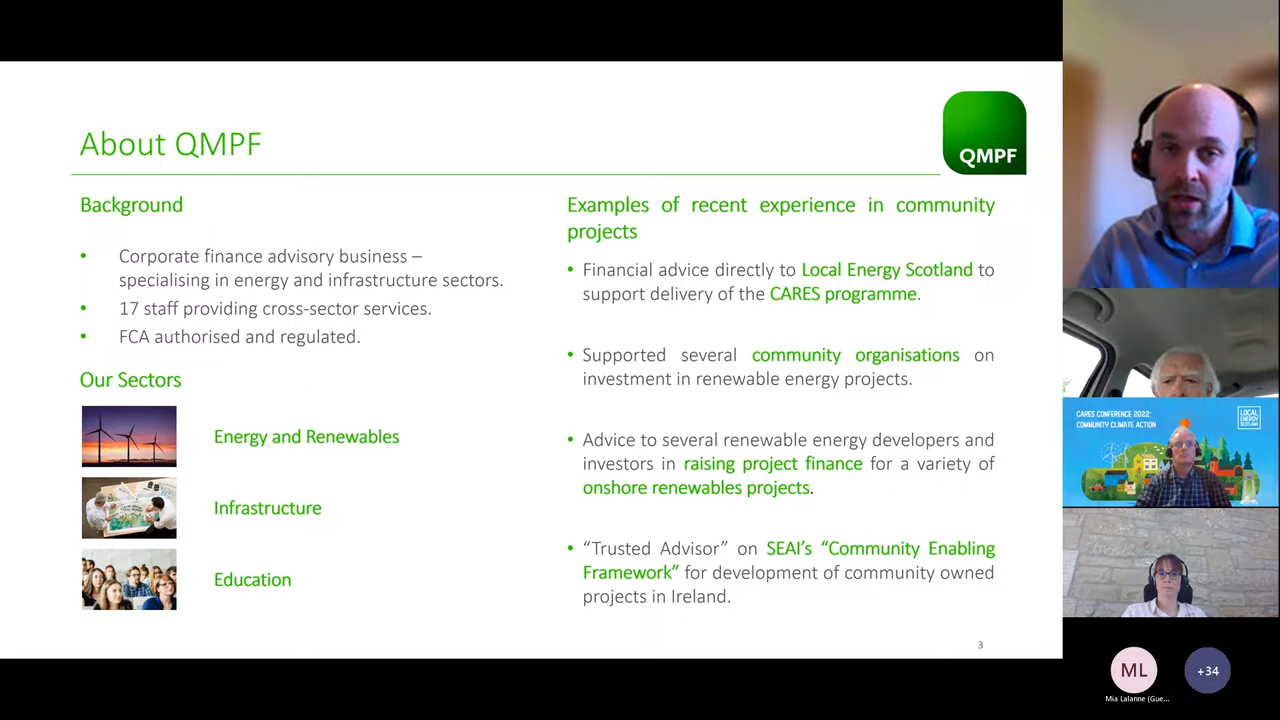 About QMPF
QMPF
Background
• Corporate finance advisory business –
specialising in energy and infrastructure sectors.
• 17 staff providing cross-sector services.
• FCA authorised and regulated.
Our Sectors
Energy and Renewables
Infrastructure
Education
Examples of recent experience in community
projects
• Financial advice directly to Local Energy Scotland to
support delivery of the CARES programme.
• Supported several community organisations on
investment in renewable energy projects.
• Advice to several renewable energy developers and
investors in raising project finance for a variety of
onshore renewables projects.
• “Trusted Advisor” on SEAI’s “Community Enabling
Framework” for development of community owned
projects in Ireland.
3
CARES CONFERENCE 2022:
COMMUNITY CLIMATE ACTION
LOCAL
ENERGY
SCOTLAND
ML
+34
Mia Lalanne (Gue...